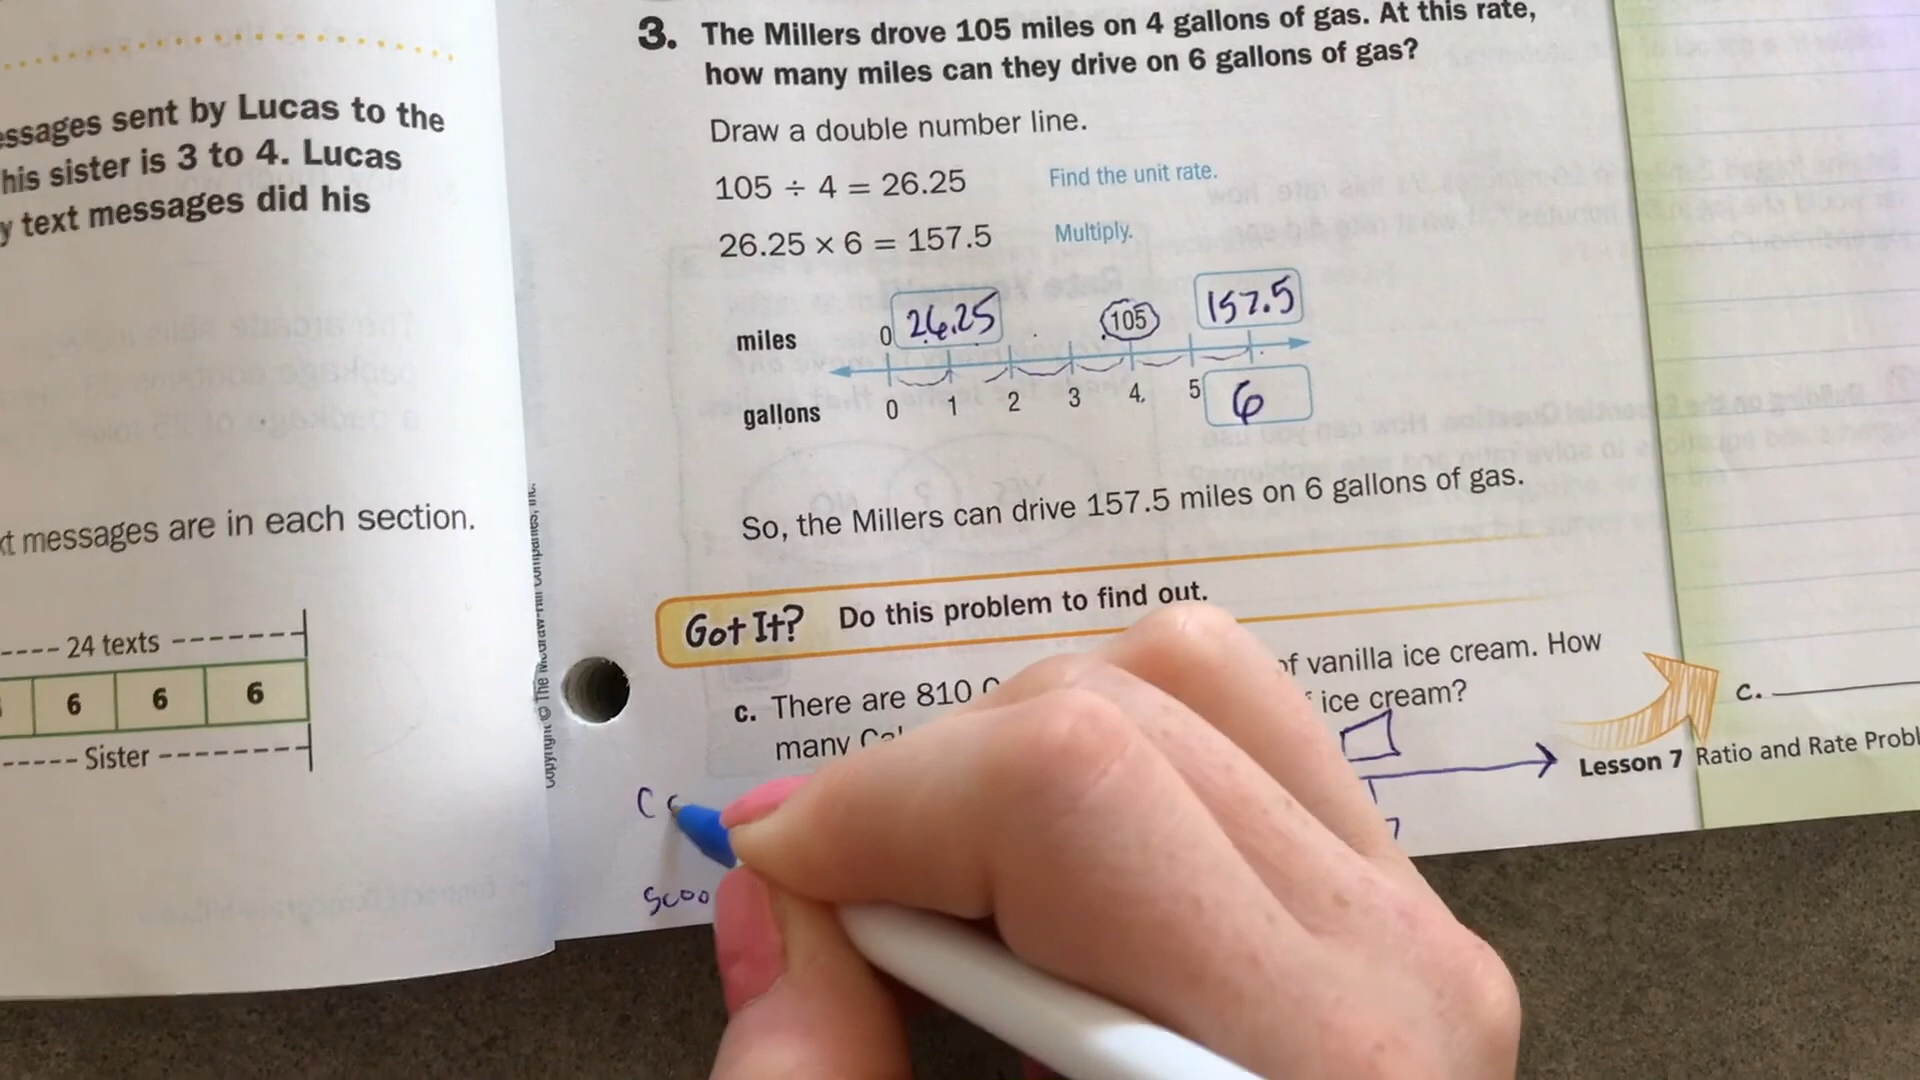 essages sent by Lucas to the
his sister is 3 to 4. Lucas
y text messages did his
xt messages are in each section.
24 texts
6 6 6
Sister
3. The Millers drove 105 miles on 4 gallons of gas. At this rate,
how many miles can they drive on 6 gallons of gas?
Draw a double number line.
105 ÷ 4 = 26.25 Find the unit rate.
26.25 × 6 = 157.5 Multiply.
miles 0 26.25 105 157.5
gallons 0 1 2 3 4 5 6
So, the Millers can drive 157.5 miles on 6 gallons of gas.
Got It? Do this problem to find out.
c. There are 810 C of vanilla ice cream. How
many ice cream?
c.
Lesson 7 Ratio and Rate Probl
Scoo